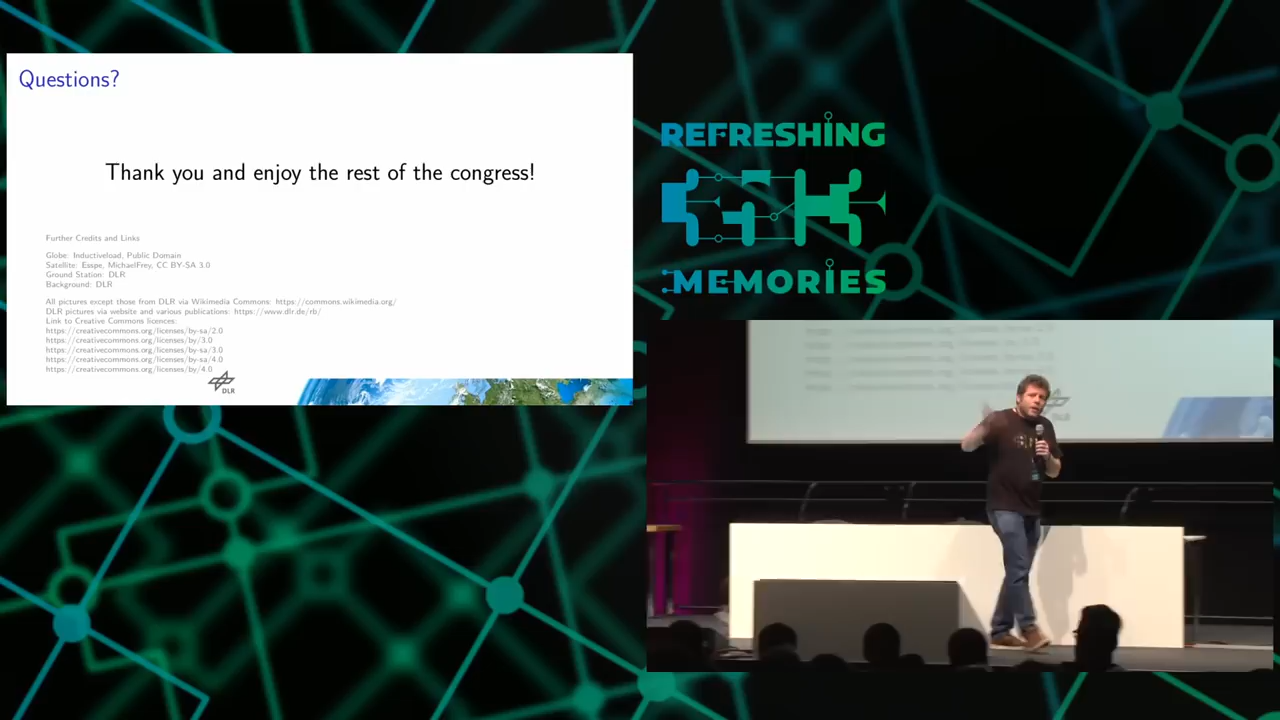 Questions?
Thank you and enjoy the rest of the congress!
Further Credits and Links
Globe: Inductiveload, Public Domain
Satellite: Esspe, MichaelFrey, CC BY-SA 3.0
Ground Station: DLR
Background: DLR
All pictures except those from DLR via Wikimedia Commons: https://commons.wikimedia.org/
DLR pictures via website and various publications: https://www.dlr.de/rb/
Link to Creative Commons licences:
https://creativecommons.org/licenses/by-sa/2.0
https://creativecommons.org/licenses/by/3.0
https://creativecommons.org/licenses/by-sa/3.0
https://creativecommons.org/licenses/by-sa/4.0
https://creativecommons.org/licenses/by/4.0
DLR
REFRESHING
MEMORIES
DLR